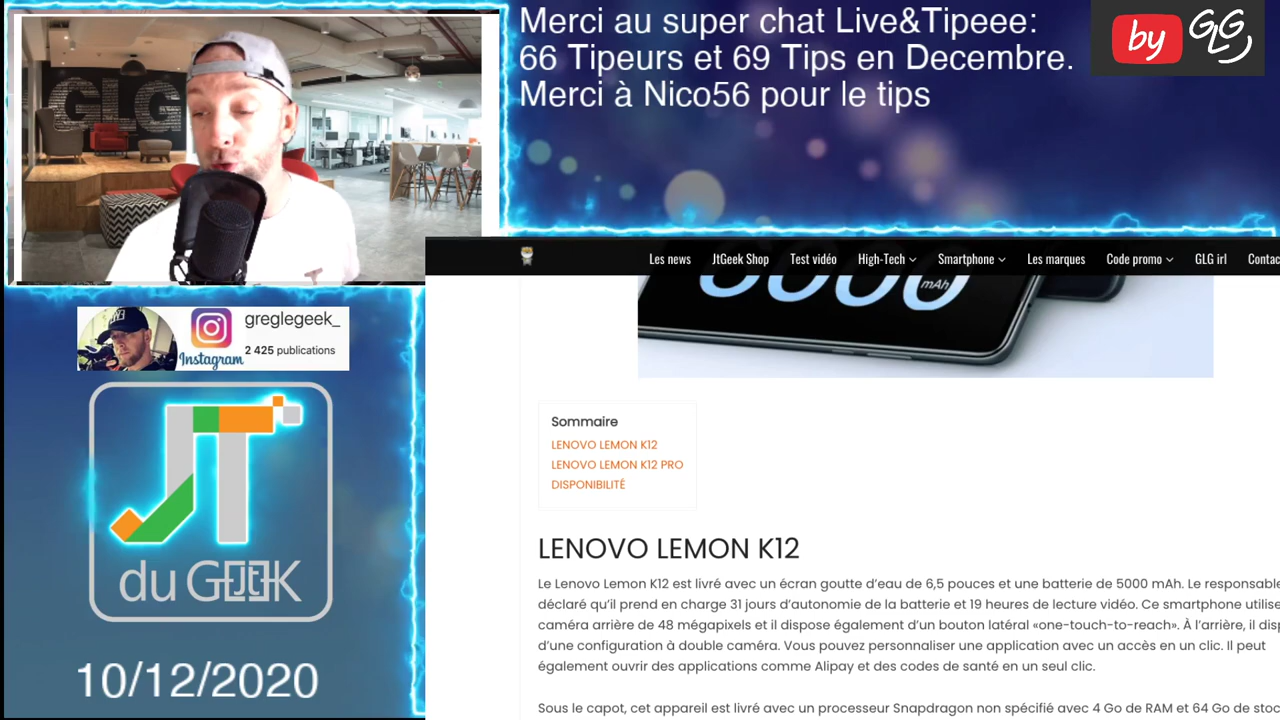 Merci au super chat Live&Tipeee:
66 Tipeurs et 69 Tips en Decembre.
Merci à Nico56 pour le tips
by GLG
GLG
greglegeek_
2 425 publications
Instagram
JT
du GEEK
10/12/2020
Les news JtGeek Shop Test vidéo High-Tech Smartphone Les marques Code promo GLG irl Contac
mAh
Sommaire
LENOVO LEMON K12
LENOVO LEMON K12 PRO
DISPONIBILITÉ
LENOVO LEMON K12
Le Lenovo Lemon K12 est livré avec un écran goutte d'eau de 6,5 pouces et une batterie de 5000 mAh. Le responsable
déclaré qu'il prend en charge 31 jours d'autonomie de la batterie et 19 heures de lecture vidéo. Ce smartphone utilise
caméra arrière de 48 mégapixels et il dispose également d'un bouton latéral «one-touch-to-reach». À l'arrière, il disp
d'une configuration à double caméra. Vous pouvez personnaliser une application avec un accès en un clic. Il peut
également ouvrir des applications comme Alipay et des codes de santé en un seul clic.
Sous le capot, cet appareil est livré avec un processeur Snapdragon non spécifié avec 4 Go de RAM et 64 Go de stoc